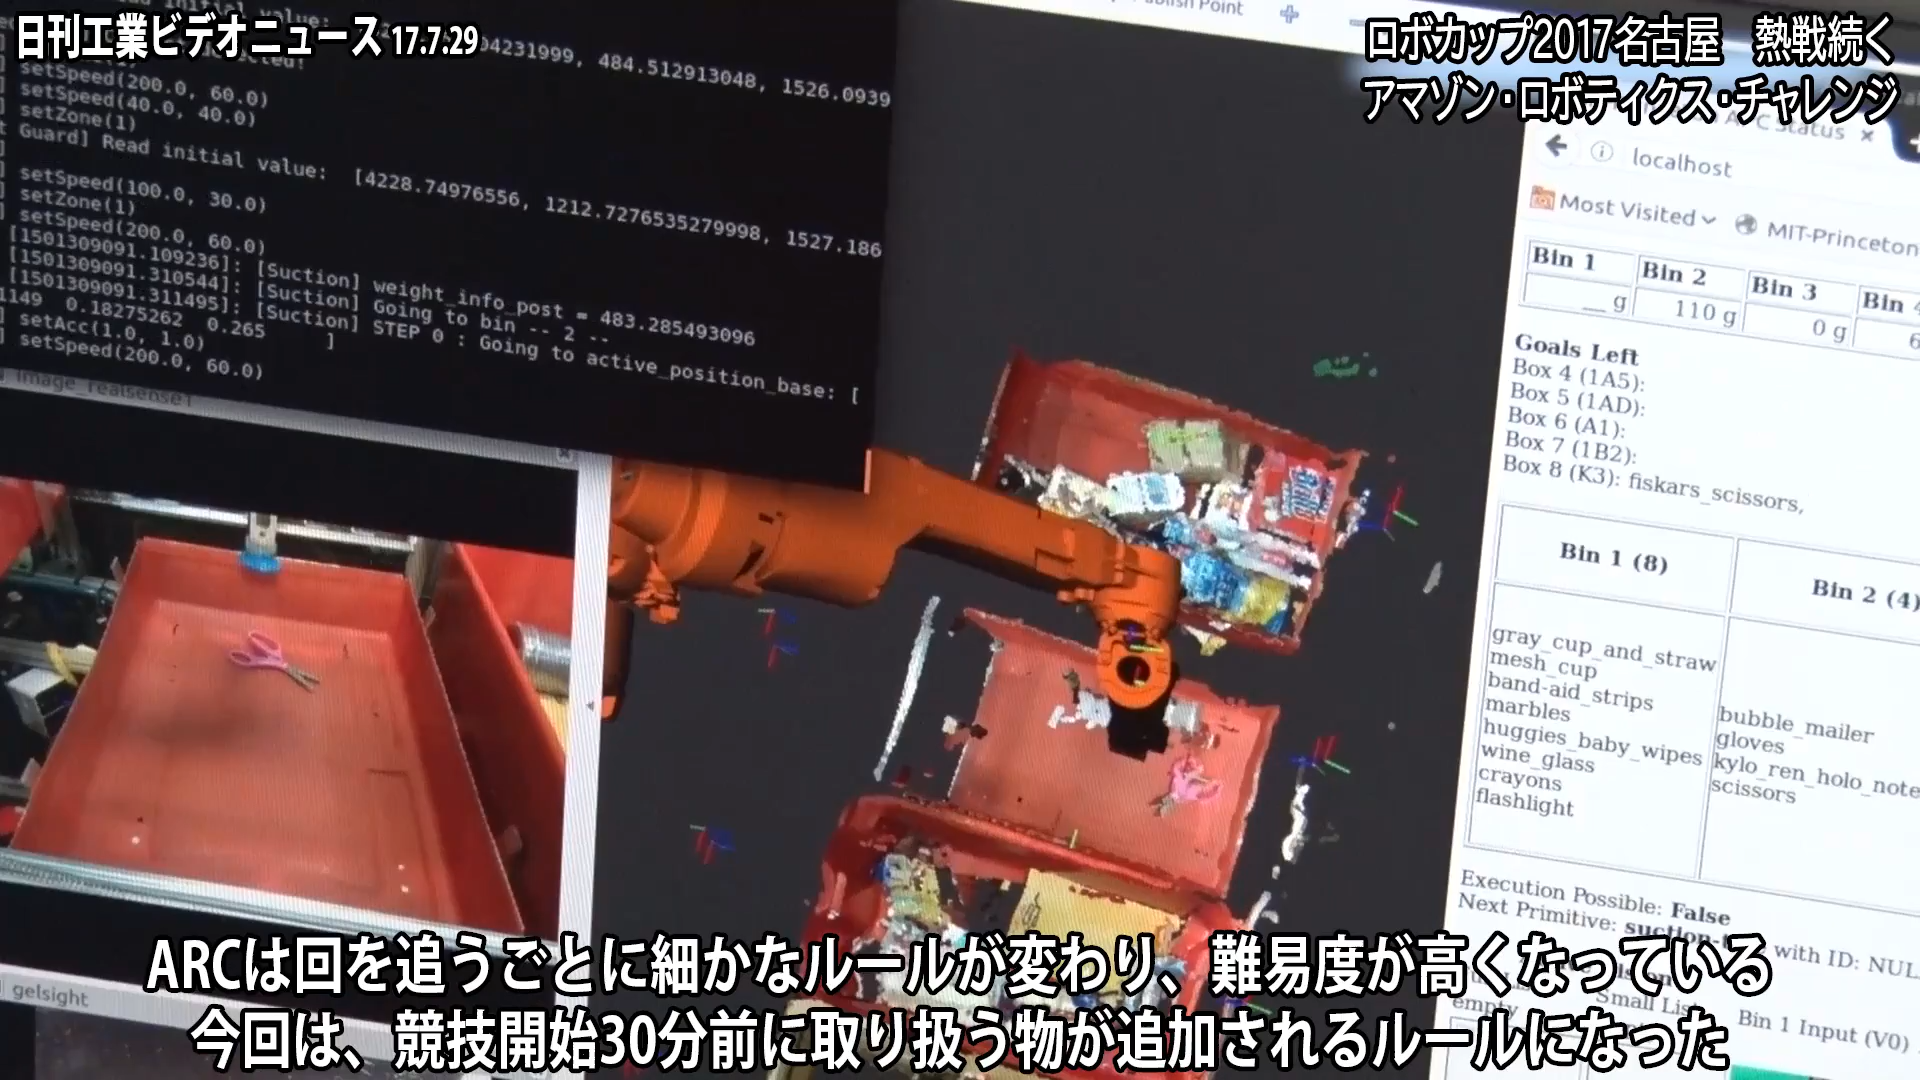 日刊工業ビデオニュース 17.7.29
ロボカップ2017名古屋 熱戦続く
アマゾン・ロボティクス・チャレンジ
04231999, 484.512913048, 1526.0939
setSpeed(200.0, 60.0)
setSpeed(40.0, 40.0)
setZone(1)
Guard] Read initial value: [4228.74976556, 1212.7276535279998, 1527.186
setSpeed(100.0, 30.0)
setZone(1)
setSpeed(200.0, 60.0)
[1501309091.109236]: [Suction] weight_info_post = 483.285493096
[1501309091.310544]: [Suction] Going to bin -- 2 --
[1501309091.311495]: [Suction] STEP 0 : Going to active_position_base: [
1149 0.18275262 0.265 ]
setAcc(1.0, 1.0)
setSpeed(200.0, 60.0)
image_realsense1
gelsight
Point
Status
localhost
Most Visited
MIT-Princeton
Bin 1
Bin 2
Bin 3
Bin
__ g
110 g
0 g
6
Goals Left
Box 4 (1A5):
Box 5 (1AD):
Box 6 (A1):
Box 7 (1B2):
Box 8 (K3): fiskars_scissors,
Bin 1 (8)
Bin 2 (4)
gray_cup_and_straw
mesh_cup
band-aid_strips
marbles
huggies_baby_wipes
wine_glass
crayons
flashlight
bubble_mailer
gloves
kylo_ren_holo_note
scissors
Execution Possible: False
Next Primitive: suction- with ID: NUL
Small Lis
empty
Bin 1 Input (V0)
ARCは回を追うごとに細かなルールが変わり、難易度が高くなっている
今回は、競技開始30分前に取り扱う物が追加されるルールになった